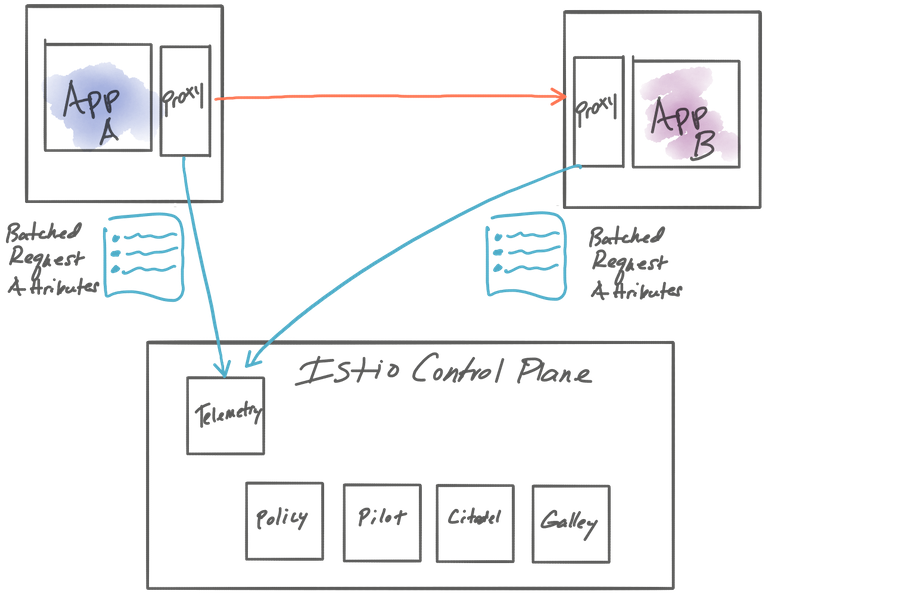 App
A
Proxy
Proxy
App
B
Batched
Request
Attributes
Batched
Request
Attributes
Istio Control Plane
Telemetry
Policy
Pilot
Citadel
Galley